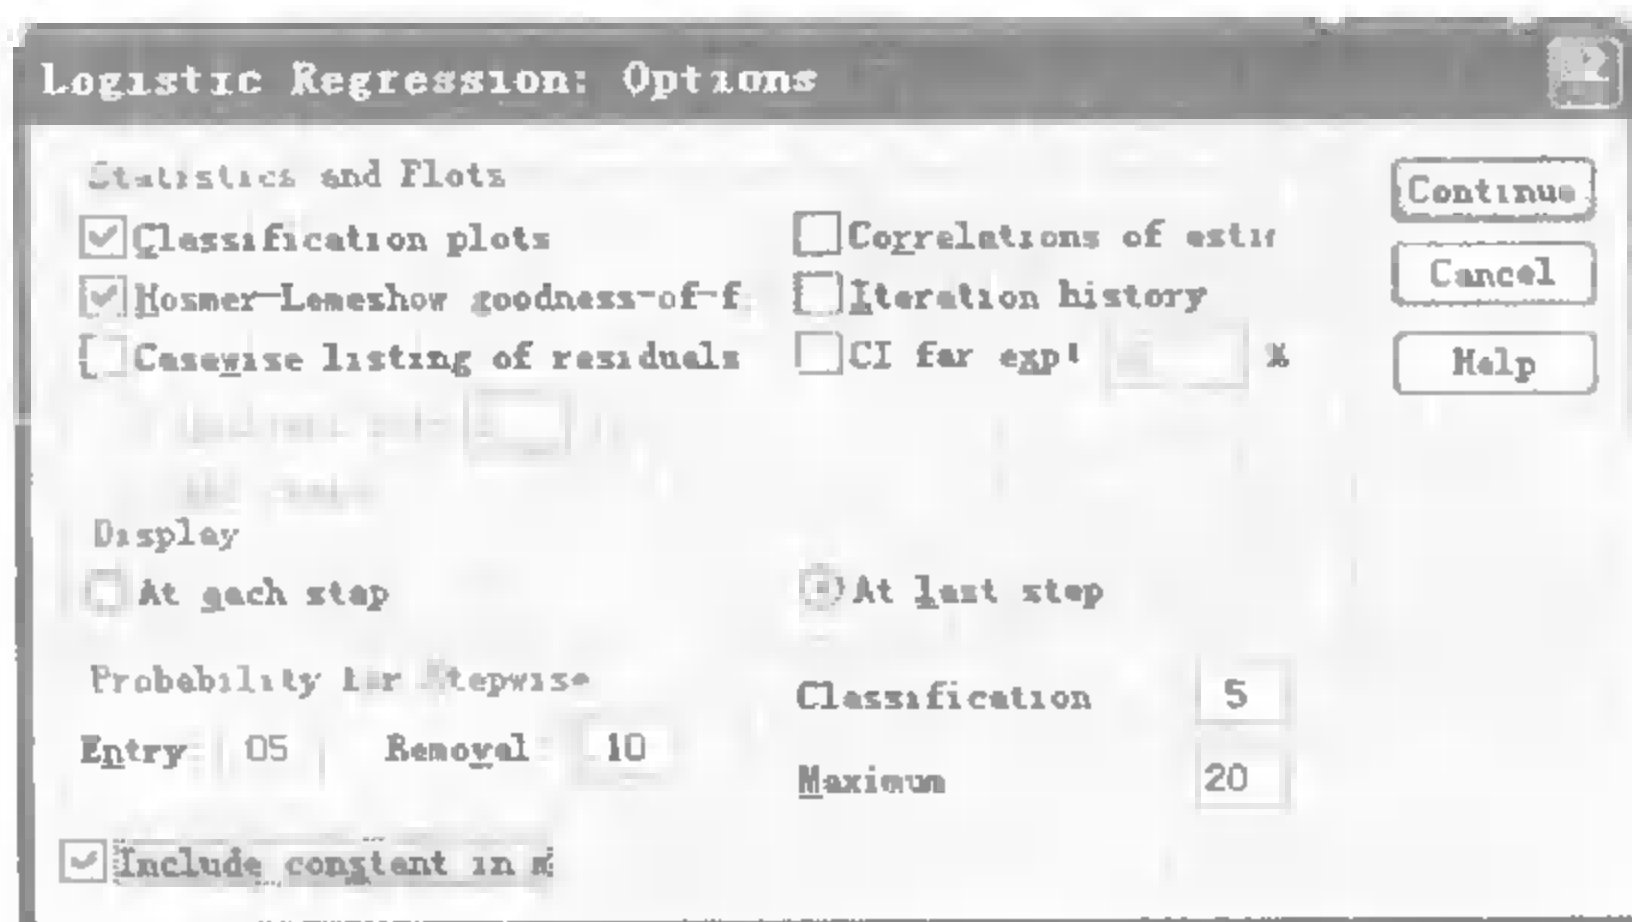 Logistic Regression: Options
Statistics and Plots
Classification plots
Hosmer-Lemeshow goodness-of-f
Casewise listing of residuals
Correlations of estir
Iteration history
CI for exp %
Continue
Cancel
Help
Display
At each step
At last step
Probability for Stepwise
Entry 05 Removal 10
Classification 5
Maximum 20
Include constant in m